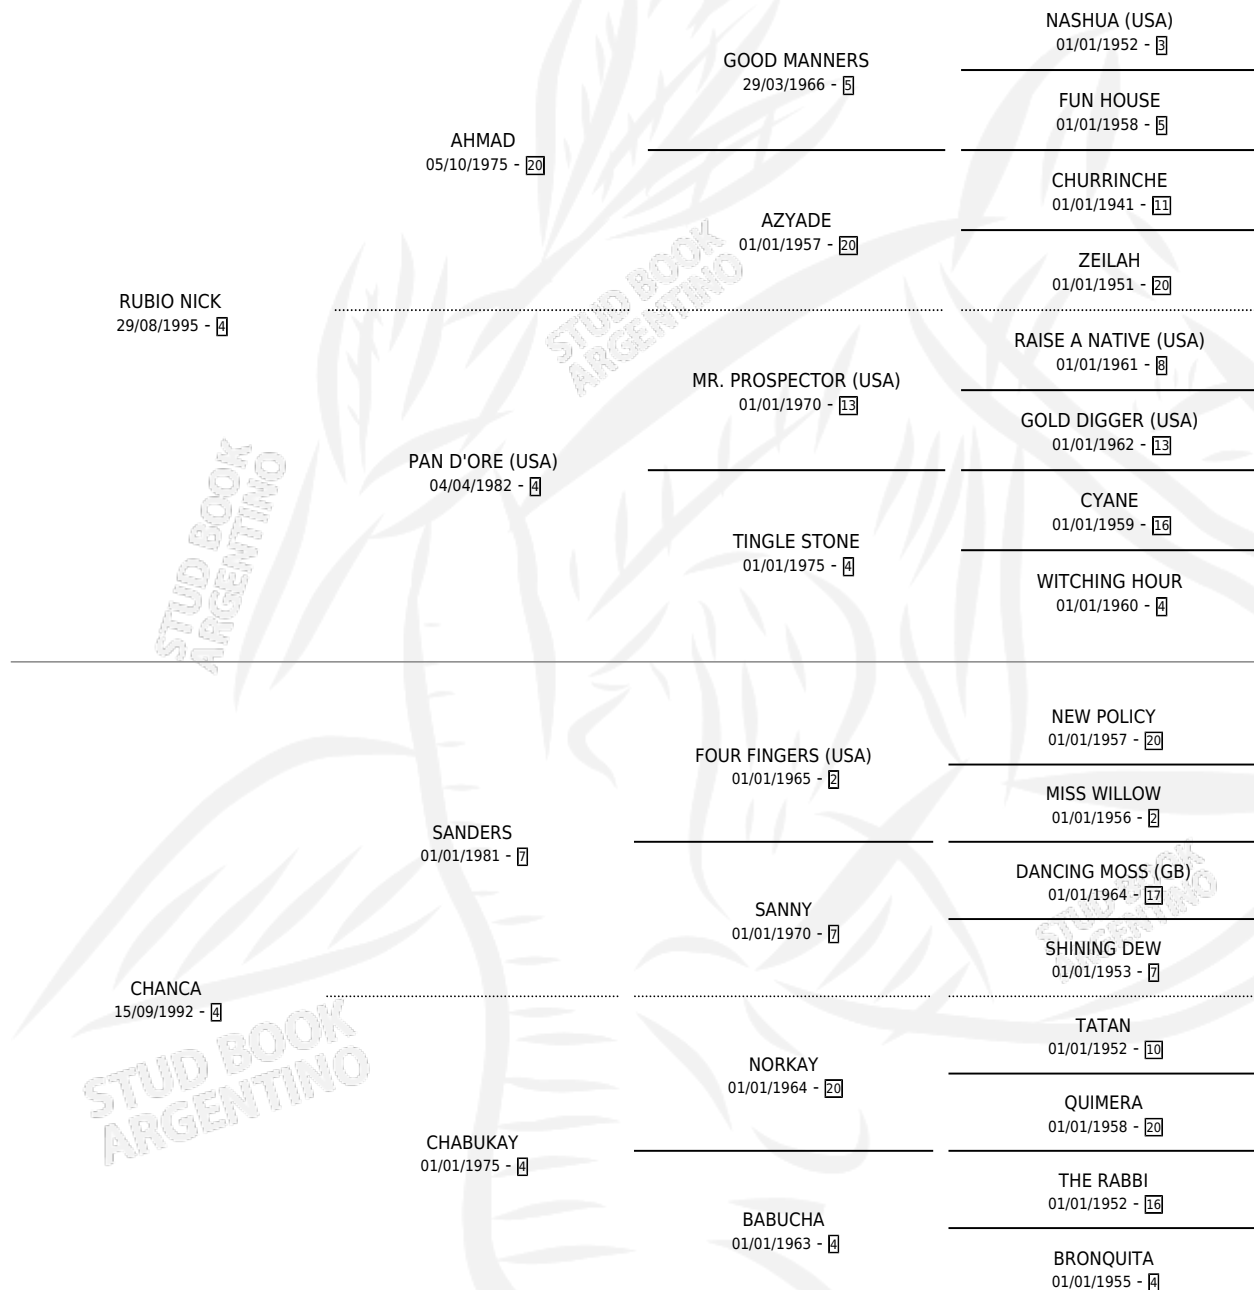 NASHUA (USA)
01/01/1952 - 3
GOOD MANNERS
29/03/1966 - 5
FUN HOUSE
01/01/1958 - 5
AHMAD
05/10/1975 - 20
CHURRINCHE
01/01/1941 - 11
AZYADE
01/01/1957 - 20
ZEILAH
01/01/1951 - 20
RUBIO NICK
29/08/1995 - 4
STUD BOOK
ARGENTINO
RAISE A NATIVE (USA)
01/01/1961 - 8
MR. PROSPECTOR (USA)
01/01/1970 - 13
GOLD DIGGER (USA)
01/01/1962 - 13
PAN D'ORE (USA)
04/04/1982 - 4
CYANE
01/01/1959 - 16
TINGLE STONE
01/01/1975 - 4
WITCHING HOUR
01/01/1960 - 4
STUD BOOK
ARGENTINO
NEW POLICY
01/01/1957 - 20
FOUR FINGERS (USA)
01/01/1965 - 2
MISS WILLOW
01/01/1956 - 2
SANDERS
01/01/1981 - 7
DANCING MOSS (GB)
01/01/1964 - 17
SANNY
01/01/1970 - 7
SHINING DEW
01/01/1953 - 7
STUD BOOK
ARGENTINO
CHANCA
15/09/1992 - 4
TATAN
01/01/1952 - 10
NORKAY
01/01/1964 - 20
QUIMERA
01/01/1958 - 20
STUD BOOK
ARGENTINO
CHABUKAY
01/01/1975 - 4
THE RABBI
01/01/1952 - 16
BABUCHA
01/01/1963 - 4
BRONQUITA
01/01/1955 - 4